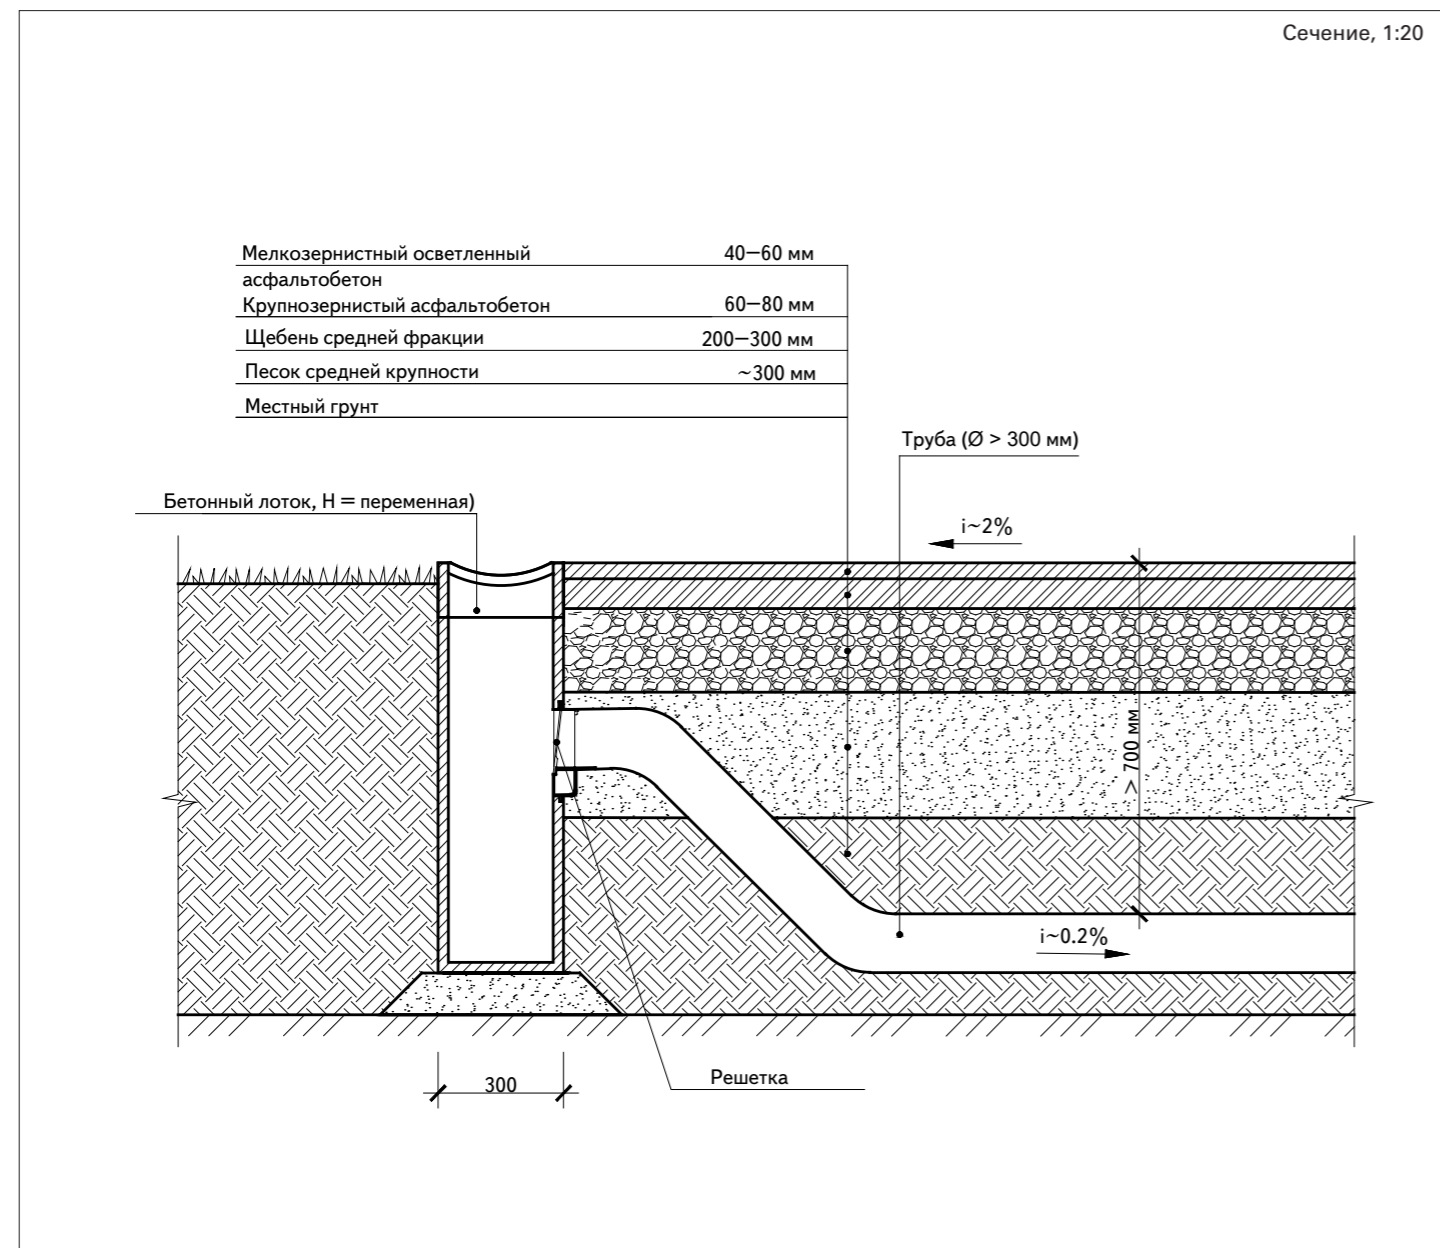 Сечение, 1:20
Мелкозернистый осветленный 40—60 мм
асфальтобетон
Крупнозернистый асфальтобетон 60—80 мм
Щебень средней фракции 200—300 мм
Песок средней крупности ~300 мм
Местный грунт
Труба (Ø > 300 мм)
Бетонный лоток, H = переменная)
i~2%
> 700 мм
i~0.2%
Решетка
300